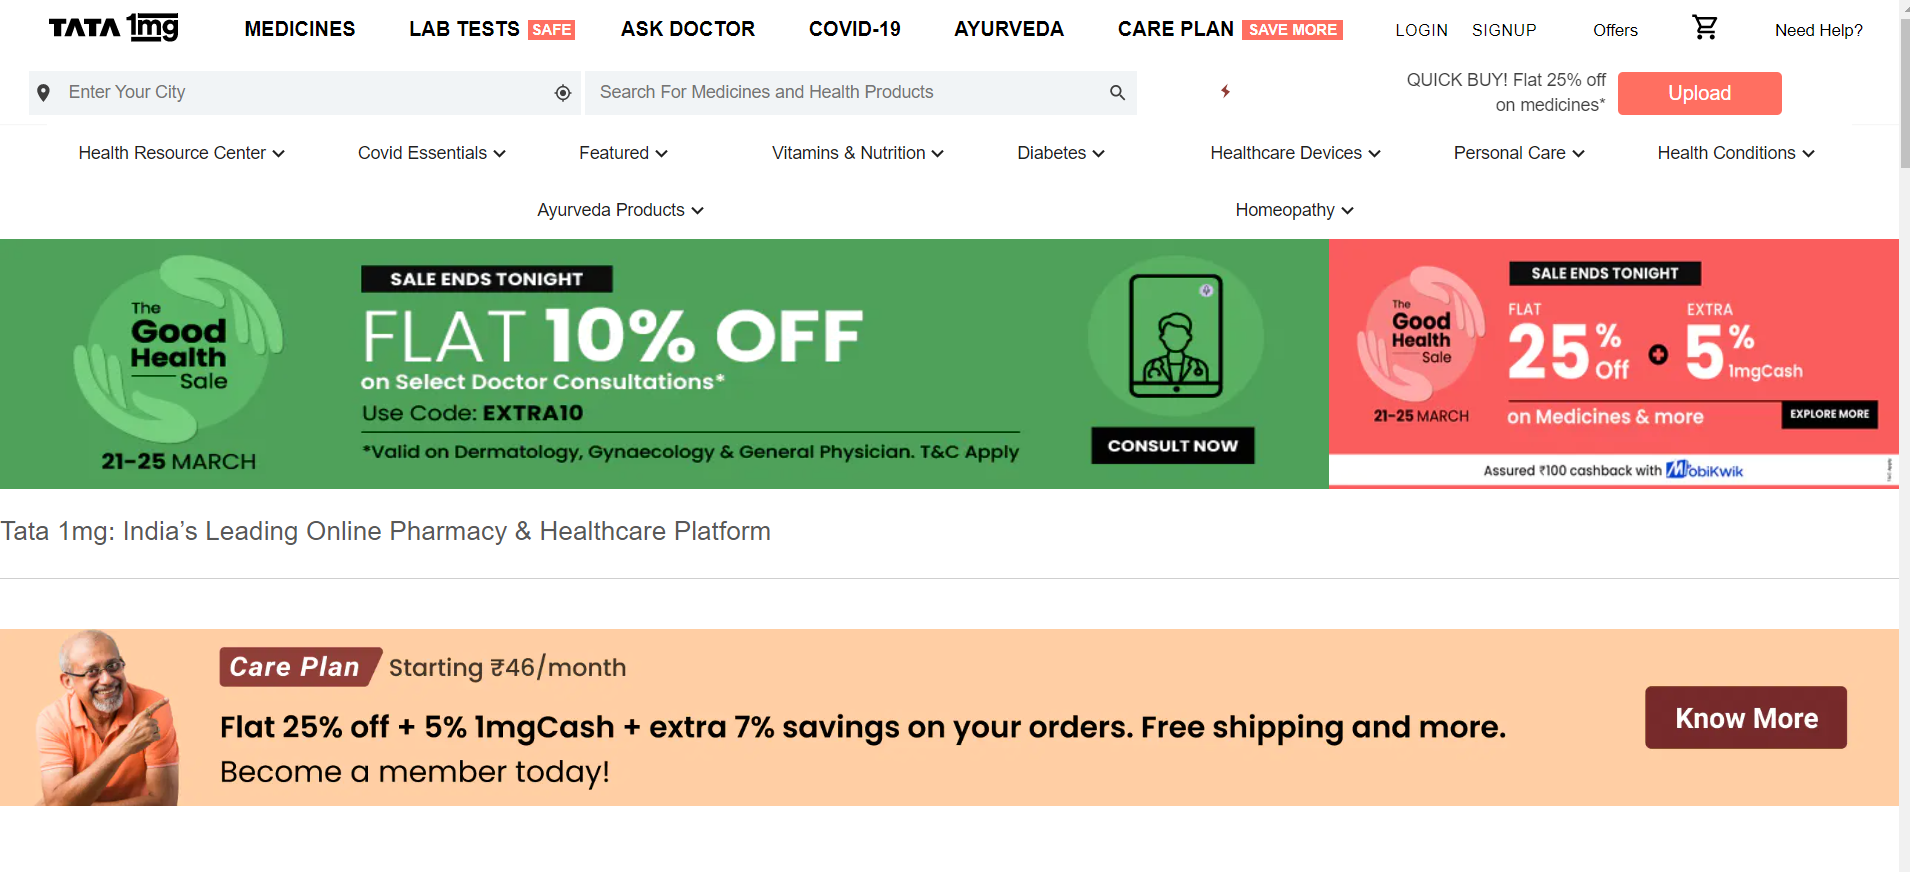 TATA 1mg
MEDICINES
LAB TESTS SAFE
ASK DOCTOR
COVID-19
AYURVEDA
CARE PLAN SAVE MORE
LOGIN
SIGNUP
Offers
Need Help?
Enter Your City
Search For Medicines and Health Products
QUICK BUY! Flat 25% off
on medicines*
Upload
Health Resource Center
Covid Essentials
Featured
Vitamins & Nutrition
Diabetes
Healthcare Devices
Personal Care
Health Conditions
Ayurveda Products
Homeopathy
The
Good
Health
Sale
21-25 MARCH
SALE ENDS TONIGHT
FLAT 10% OFF
on Select Doctor Consultations*
Use Code: EXTRA10
*Valid on Dermatology, Gynaecology & General Physician. T&C Apply
CONSULT NOW
The
Good
Health
Sale
21-25 MARCH
SALE ENDS TONIGHT
FLAT
25% Off
EXTRA
5% 1mgCash
on Medicines & more
EXPLORE MORE
Assured ₹100 cashback with MobiKwik
Tata 1mg: India’s Leading Online Pharmacy & Healthcare Platform
Care Plan Starting ₹46/month
Flat 25% off + 5% 1mgCash + extra 7% savings on your orders. Free shipping and more.
Become a member today!
Know More